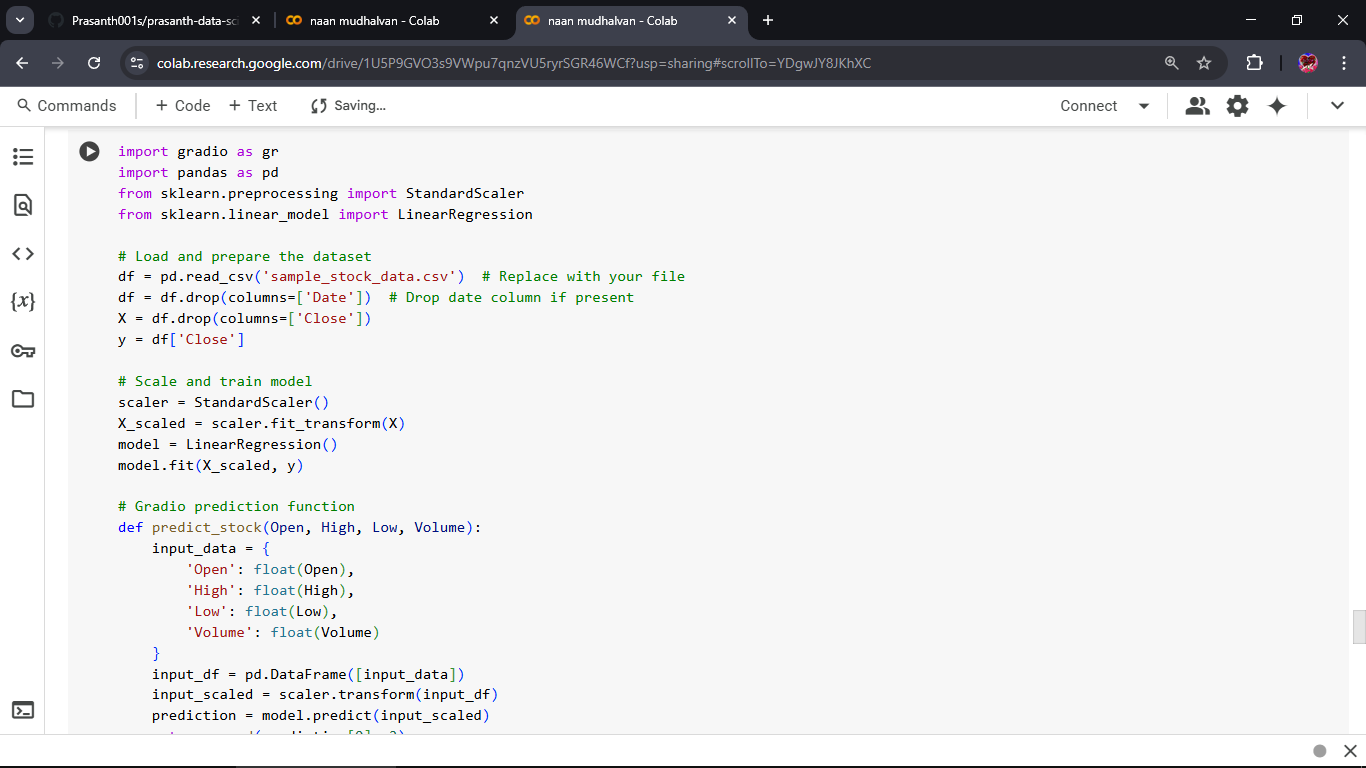 Prasanth001s/prasanth-data-sc
naan mudhalvan - Colab
naan mudhalvan - Colab
colab.research.google.com/drive/1U5P9GVO3s9VWpu7qnzVU5ryrSGR46WCf?usp=sharing#scrollTo=YDgwJY8JKhXC
Commands + Code + Text Saving... Connect
import gradio as gr
import pandas as pd
from sklearn.preprocessing import StandardScaler
from sklearn.linear_model import LinearRegression
# Load and prepare the dataset
df = pd.read_csv('sample_stock_data.csv')  # Replace with your file
df = df.drop(columns=['Date'])  # Drop date column if present
X = df.drop(columns=['Close'])
y = df['Close']
# Scale and train model
scaler = StandardScaler()
X_scaled = scaler.fit_transform(X)
model = LinearRegression()
model.fit(X_scaled, y)
# Gradio prediction function
def predict_stock(Open, High, Low, Volume):
    input_data = {
        'Open': float(Open),
        'High': float(High),
        'Low': float(Low),
        'Volume': float(Volume)
    }
    input_df = pd.DataFrame([input_data])
    input_scaled = scaler.transform(input_df)
    prediction = model.predict(input_scaled)